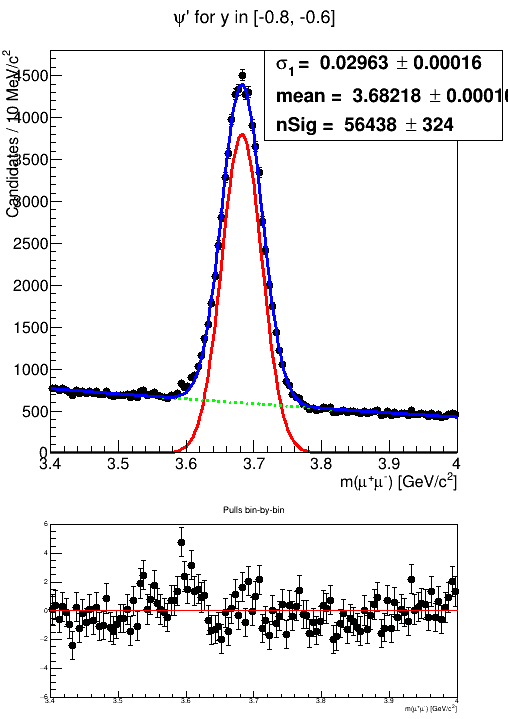 ψ' for y in [-0.8, -0.6]
σ1 = 0.02963 ± 0.00016
mean = 3.68218 ± 0.00016
nSig = 56438 ± 324
Candidates / 10 MeV/c²
4500
4000
3500
3000
2500
2000
1500
1000
500
0
3.4 3.5 3.6 3.7 3.8 3.9 4
m(μ⁺μ⁻) [GeV/c²]
Pulls bin-by-bin
6
4
2
0
-2
-4
-6
3.4 3.5 3.6 3.7 3.8 3.9 4
m(μ⁺μ⁻) [GeV/c²]